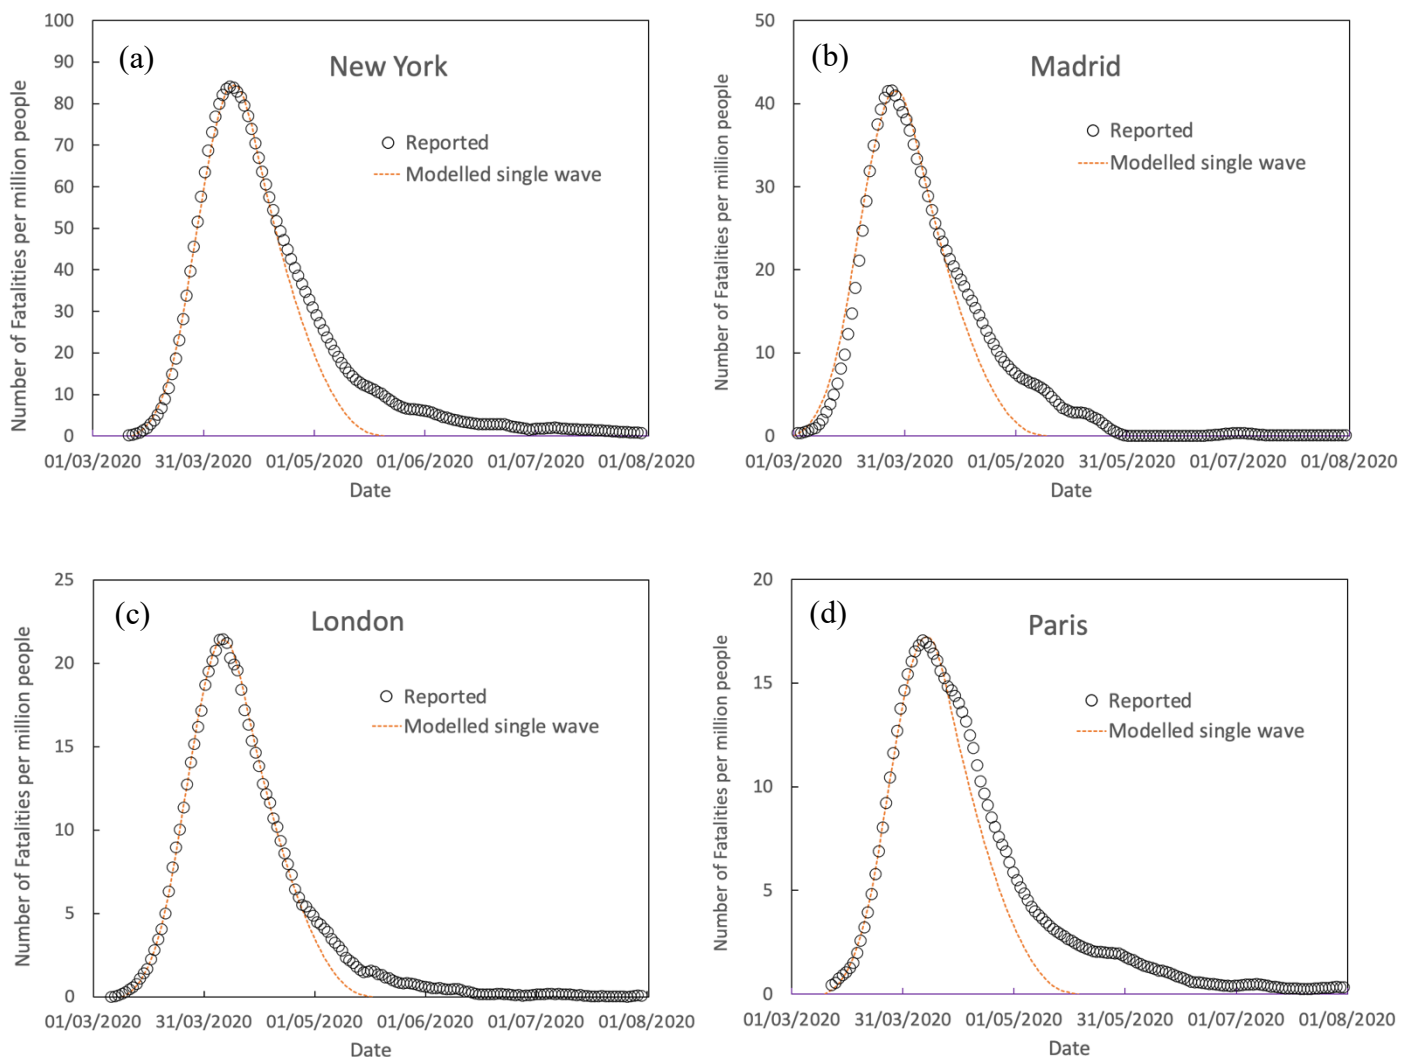 (a)
New York
Number of Fatalities per million people
100
90
80
70
60
50
40
30
20
10
0
Reported
Modelled single wave
01/03/2020 31/03/2020 01/05/2020 01/06/2020 01/07/2020 01/08/2020
Date
(b)
Madrid
Number of Fatalities per million people
50
40
30
20
10
0
Reported
Modelled single wave
01/03/2020 31/03/2020 01/05/2020 31/05/2020 01/07/2020 01/08/2020
Date
(c)
London
Number of Fatalities per million people
25
20
15
10
5
0
Reported
Modelled single wave
01/03/2020 31/03/2020 01/05/2020 01/06/2020 01/07/2020 01/08/2020
Date
(d)
Paris
Number of Fatalities per million people
20
15
10
5
0
Reported
Modelled single wave
01/03/2020 31/03/2020 01/05/2020 31/05/2020 01/07/2020 01/08/2020
Date